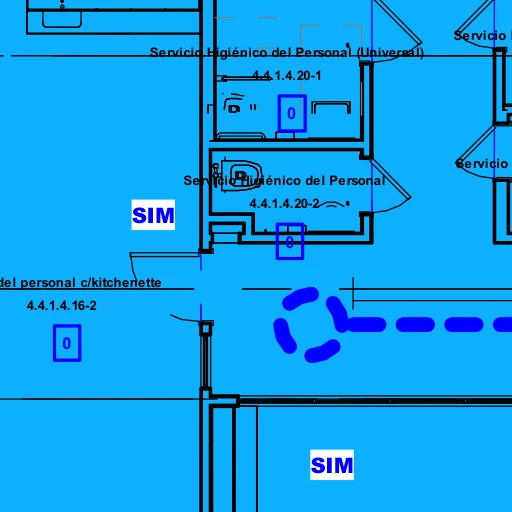 Servicio
Servicio Higiénico del Personal (Universal)
4.4.1.4.20-1
0
Servicio
Servicio Higiénico del Personal
4.4.1.4.20-2
SIM
0
del personal c/kitchenette
4.4.1.4.16-2
0
SIM